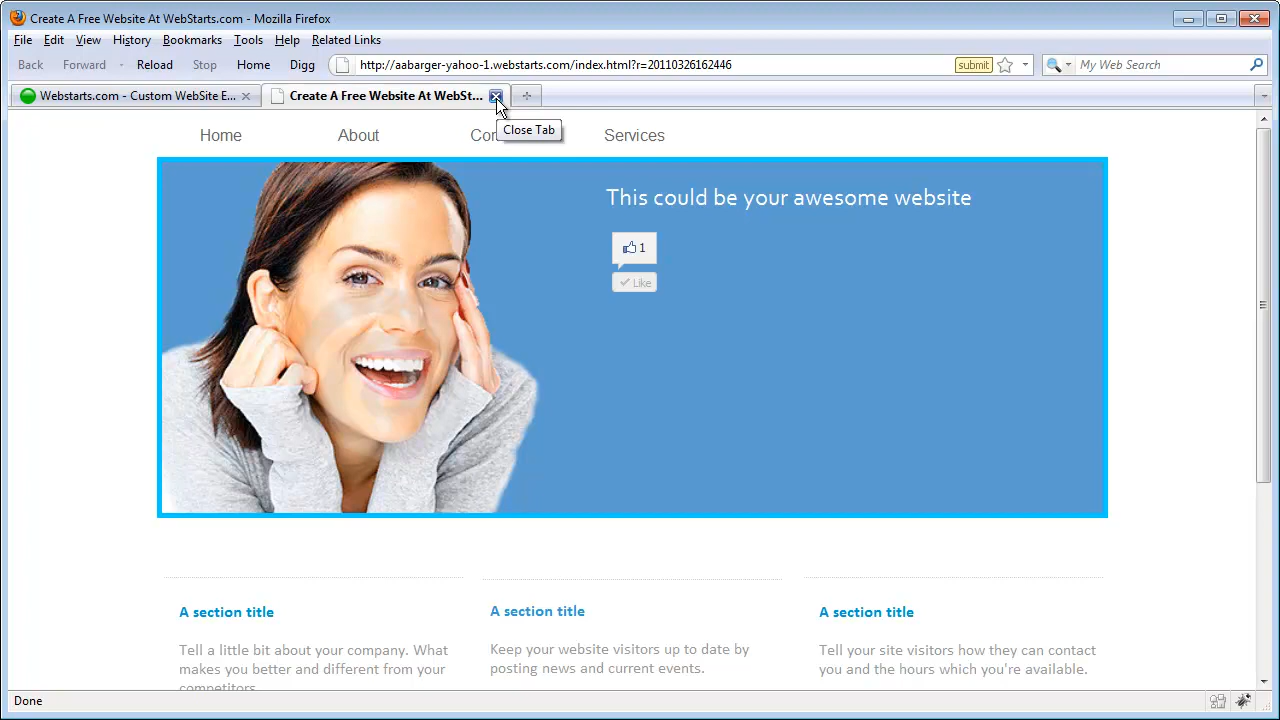 Create A Free Website At WebStarts.com - Mozilla Firefox
File Edit View History Bookmarks Tools Help Related Links
Back Forward Reload Stop Home Digg http://aabarger-yahoo-1.webstarts.com/index.html?r=20110326162446 submit My Web Search
Webstarts.com - Custom WebSite E... Create A Free Website At WebSt...
Close Tab
Home About Services
This could be your awesome website
1
Like
A section title
Tell a little bit about your company. What
makes you better and different from your
competitors.
A section title
Keep your website visitors up to date by
posting news and current events.
A section title
Tell your site visitors how they can contact
you and the hours which you're available.
Done